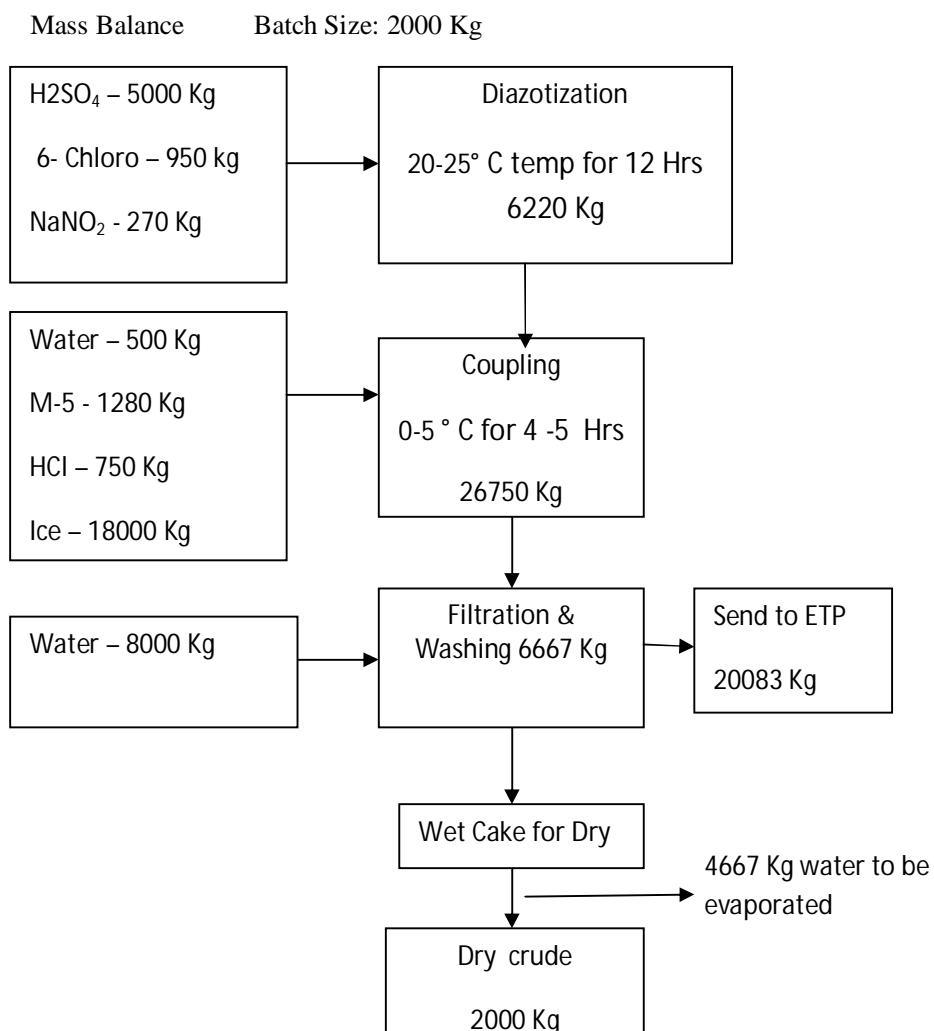 Mass Balance Batch Size: 2000 Kg
H2SO₄ – 5000 Kg
6- Chloro – 950 kg
NaNO₂ - 270 Kg
Diazotization
20-25° C temp for 12 Hrs
6220 Kg
Water – 500 Kg
M-5 - 1280 Kg
HCl – 750 Kg
Ice – 18000 Kg
Coupling
0-5 ° C for 4 -5 Hrs
26750 Kg
Water – 8000 Kg
Filtration &
Washing 6667 Kg
Send to ETP
20083 Kg
Wet Cake for Dry
4667 Kg water to be
evaporated
Dry crude
2000 Kg